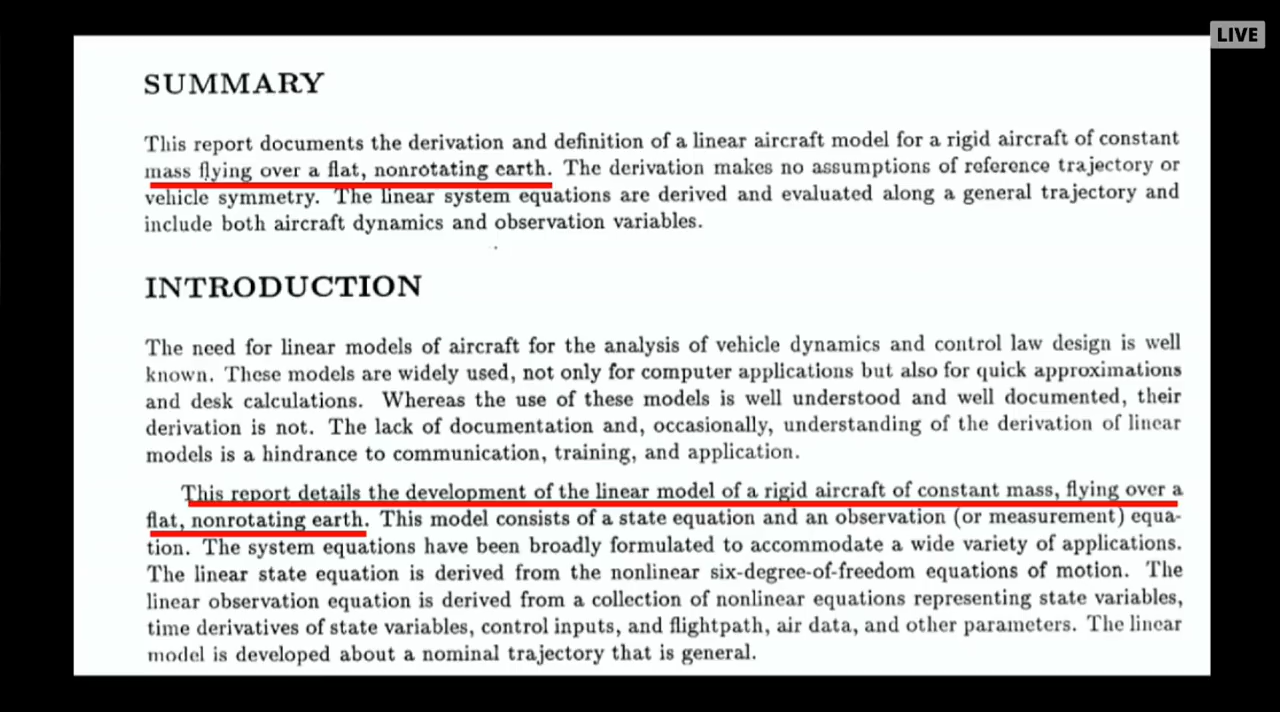 LIVE
SUMMARY
This report documents the derivation and definition of a linear aircraft model for a rigid aircraft of constant
mass flying over a flat, nonrotating earth. The derivation makes no assumptions of reference trajectory or
vehicle symmetry. The linear system equations are derived and evaluated along a general trajectory and
include both aircraft dynamics and observation variables.
INTRODUCTION
The need for linear models of aircraft for the analysis of vehicle dynamics and control law design is well
known. These models are widely used, not only for computer applications but also for quick approximations
and desk calculations. Whereas the use of these models is well understood and well documented, their
derivation is not. The lack of documentation and, occasionally, understanding of the derivation of linear
models is a hindrance to communication, training, and application.
This report details the development of the linear model of a rigid aircraft of constant mass, flying over a
flat, nonrotating earth. This model consists of a state equation and an observation (or measurement) equa-
tion. The system equations have been broadly formulated to accommodate a wide variety of applications.
The linear state equation is derived from the nonlinear six-degree-of-freedom equations of motion. The
linear observation equation is derived from a collection of nonlinear equations representing state variables,
time derivatives of state variables, control inputs, and flightpath, air data, and other parameters. The linear
model is developed about a nominal trajectory that is general.